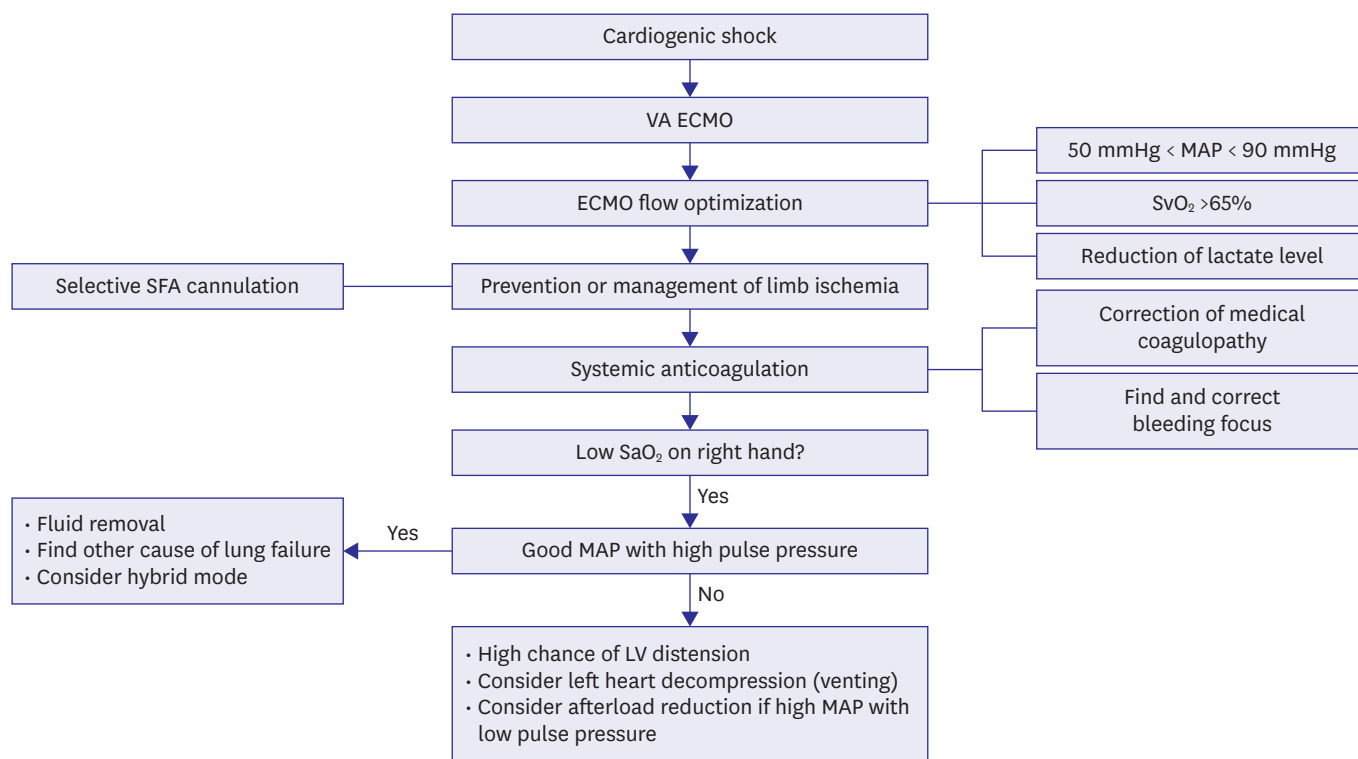 Cardiogenic shock
VA ECMO
50 mmHg < MAP < 90 mmHg
ECMO flow optimization
SvO₂ >65%
Reduction of lactate level
Selective SFA cannulation
Prevention or management of limb ischemia
Correction of medical
coagulopathy
Systemic anticoagulation
Find and correct
bleeding focus
Low SaO₂ on right hand?
Yes
· Fluid removal
· Find other cause of lung failure
· Consider hybrid mode
Yes
Good MAP with high pulse pressure
No
· High chance of LV distension
· Consider left heart decompression (venting)
· Consider afterload reduction if high MAP with
low pulse pressure